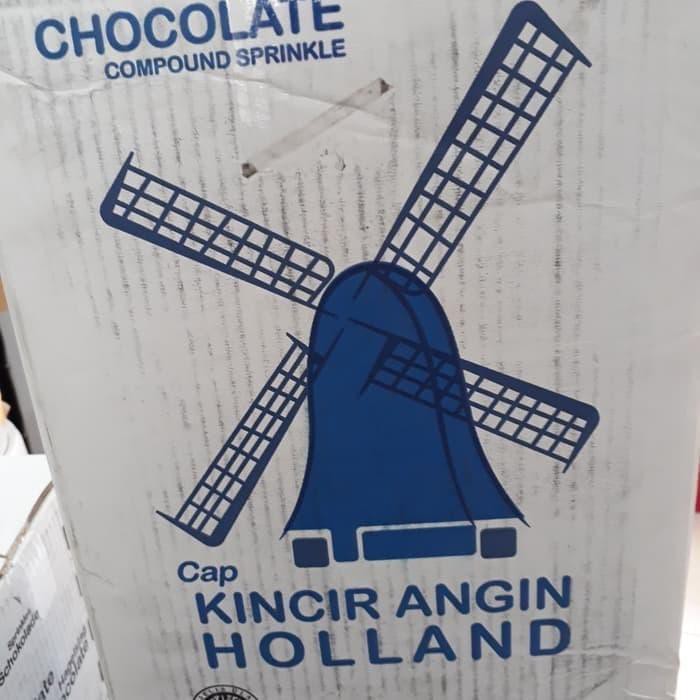 CHOCOLATE
COMPOUND SPRINKLE
Cap
KINCIR ANGIN
HOLLAND